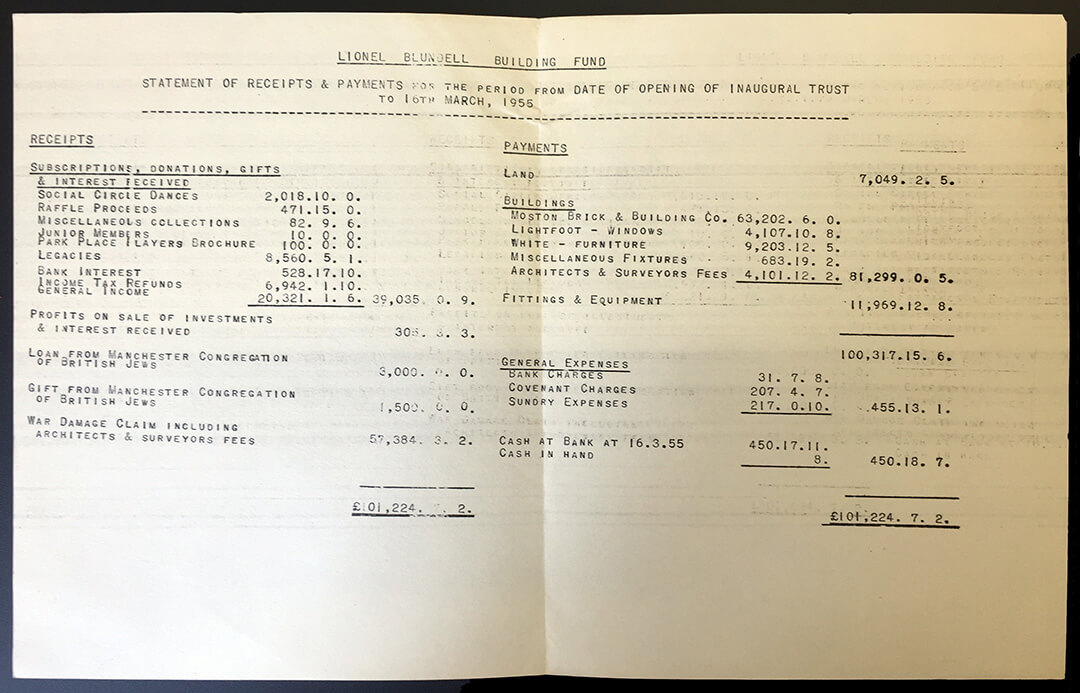 LIONEL BLUNDELL BUILDING FUND
STATEMENT OF RECEIPTS & PAYMENTS FOR THE PERIOD FROM DATE OF OPENING OF INAUGURAL TRUST
TO 16TH MARCH, 1955
RECEIPTS
SUBSCRIPTIONS, DONATIONS, GIFTS
& INTEREST RECEIVED
SOCIAL CIRCLE DANCES 2,018.10. 0.
RAFFLE PROCEEDS 471.15. 0.
MISCELLANEOUS COLLECTIONS 82. 9. 6.
JUNIOR MEMBERS 10. 0. 0.
PARK PLACE PLAYERS BROCHURE 100. 0. 0.
LEGACIES 8,560. 5. 1.
BANK INTEREST 528.17.10.
INCOME TAX REFUNDS 6,942. 1.10.
GENERAL INCOME 20,321. 1. 6. 39,035. 0. 9.
PROFITS ON SALE OF INVESTMENTS
& INTEREST RECEIVED 3. 3.
LOAN FROM MANCHESTER CONGREGATION
OF BRITISH JEWS 3,000. 0. 0.
GIFT FROM MANCHESTER CONGREGATION
OF BRITISH JEWS 1,500. 0. 0.
WAR DAMAGE CLAIM INCLUDING
ARCHITECTS & SURVEYORS FEES 57,384. 3. 2.
£101,224. 7. 2.
PAYMENTS
LAND 7,049. 2. 5.
BUILDINGS
MOSTON BRICK & BUILDING CO. 63,202. 6. 0.
LIGHTFOOT - WINDOWS 4,107.10. 8.
WHITE - FURNITURE 9,203.12. 5.
MISCELLANEOUS FIXTURES 683.19. 2.
ARCHITECTS & SURVEYORS FEES 4,101.12. 2. 81,299. 0. 5.
FITTINGS & EQUIPMENT 11,969.12. 8.
100,317.15. 6.
GENERAL EXPENSES
BANK CHARGES 31. 7. 8.
COVENANT CHARGES 207. 4. 7.
SUNDRY EXPENSES 217. 0.10. 455.13. 1.
CASH AT BANK AT 16.3.55 450.17.11.
CASH IN HAND 8. 450.18. 7.
£101,224. 7. 2.